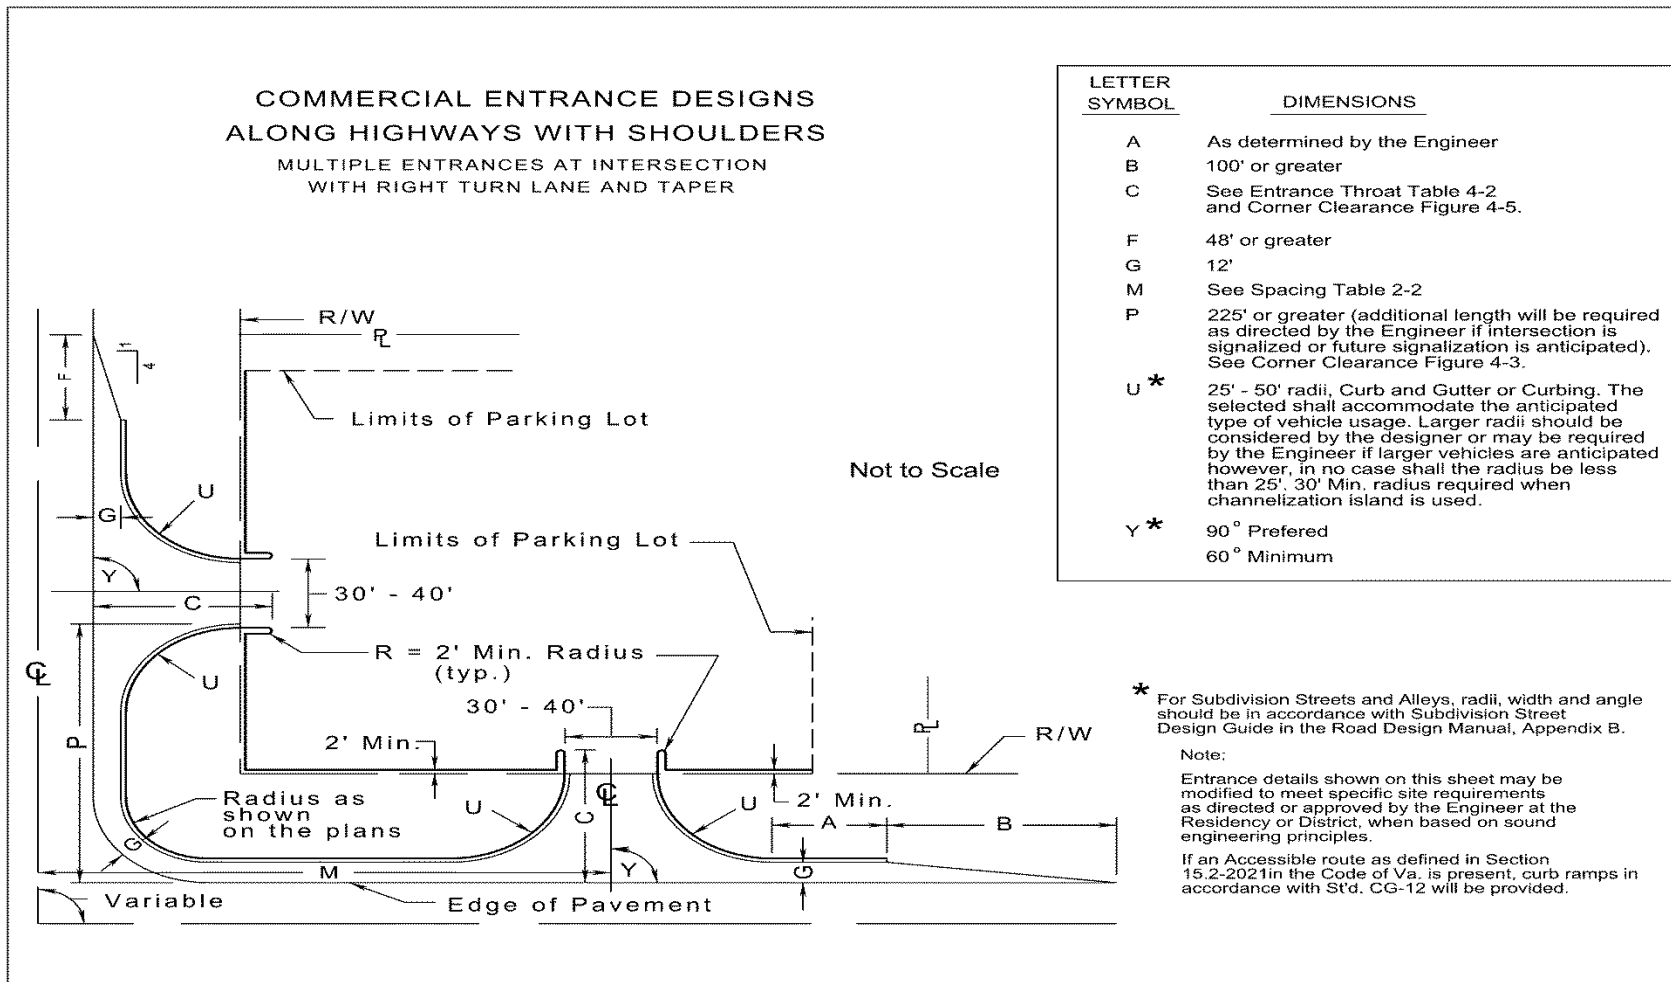 COMMERCIAL ENTRANCE DESIGNS
ALONG HIGHWAYS WITH SHOULDERS
MULTIPLE ENTRANCES AT INTERSECTION
WITH RIGHT TURN LANE AND TAPER
LETTER
SYMBOL
DIMENSIONS
A As determined by the Engineer
B 100' or greater
C See Entrance Throat Table 4-2
and Corner Clearance Figure 4-5.
F 48' or greater
G 12'
M See Spacing Table 2-2
P 225' or greater (additional length will be required
as directed by the Engineer if intersection is
signalized or future signalization is anticipated).
See Corner Clearance Figure 4-3.
U * 25' - 50' radii, Curb and Gutter or Curbing. The
selected shall accommodate the anticipated
type of vehicle usage. Larger radii should be
considered by the designer or may be required
by the Engineer if larger vehicles are anticipated
however, in no case shall the radius be less
than 25'. 30' Min. radius required when
channelization island is used.
Y * 90° Prefered
60° Minimum
R/W
PL
1
4
F
Limits of Parking Lot
Not to Scale
U
G
Limits of Parking Lot
Y
30' - 40'
C
R = 2' Min. Radius
(typ.)
U
CL
30' - 40'
P
2' Min.
PL
R/W
Radius as
shown
on the plans
U
CL
C
U
2' Min.
A
B
G
M
Y
G
Variable
Edge of Pavement
* For Subdivision Streets and Alleys, radii, width and angle
should be in accordance with Subdivision Street
Design Guide in the Road Design Manual, Appendix B.
Note:
Entrance details shown on this sheet may be
modified to meet specific site requirements
as directed or approved by the Engineer at the
Residency or District, when based on sound
engineering principles.
If an Accessible route as defined in Section
15.2-2021in the Code of Va. is present, curb ramps in
accordance with St'd. CG-12 will be provided.